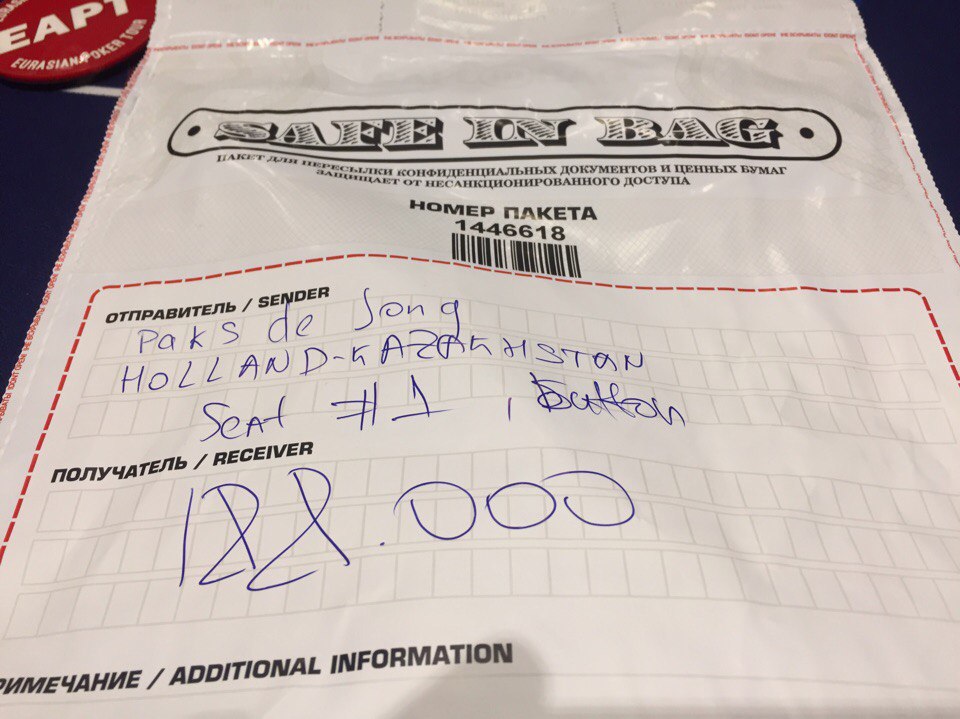 EAPT
EURASIAN POKER TOUR
SAFE IN BAG
ПАКЕТ ДЛЯ ПЕРЕСЫЛКИ КОНФИДЕНЦИАЛЬНЫХ ДОКУМЕНТОВ И ЦЕННЫХ БУМАГ
ЗАЩИЩАЕТ ОТ НЕСАНКЦИОНИРОВАННОГО ДОСТУПА
НОМЕР ПАКЕТА
1446618
ОТПРАВИТЕЛЬ / SENDER
Paks de Jong
HOLLAND-KAZAKHSTAN
Seat #1, Button
ПОЛУЧАТЕЛЬ / RECEIVER
122.000
РИМЕЧАНИЕ / ADDITIONAL INFORMATION